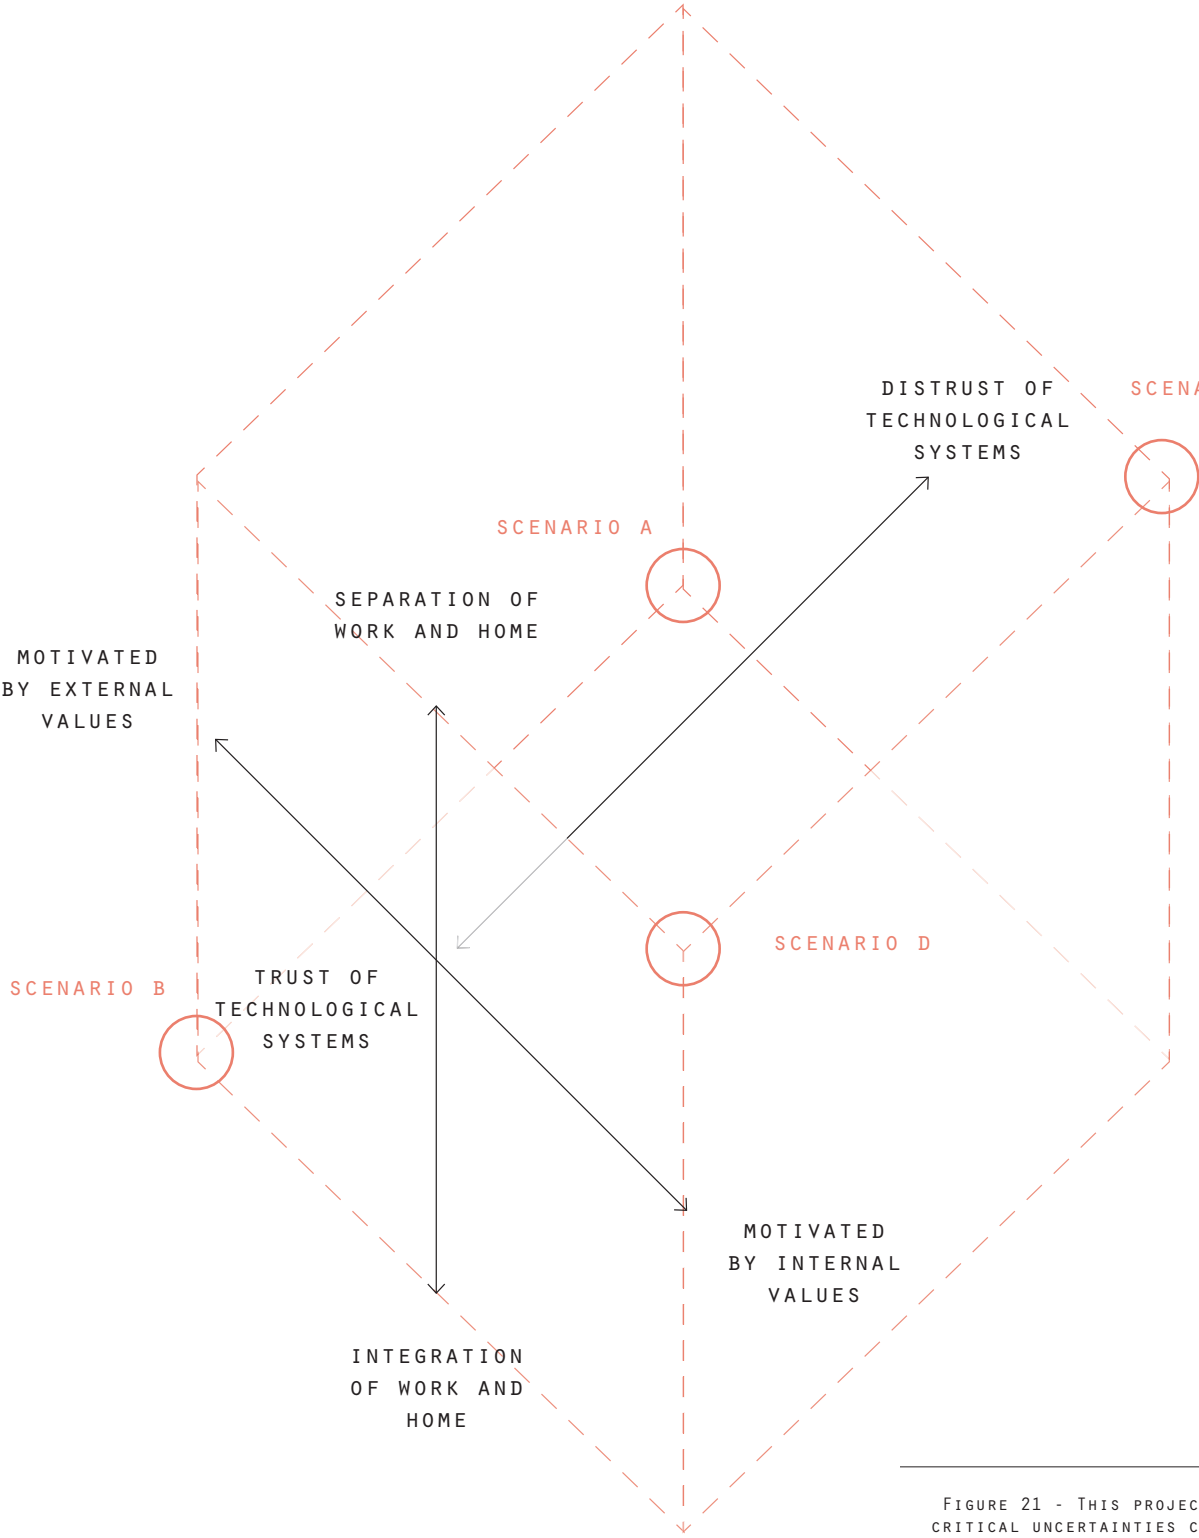 DISTRUST OF
TECHNOLOGICAL
SYSTEMS
SCENARIO A
SEPARATION OF
WORK AND HOME
MOTIVATED
BY EXTERNAL
VALUES
SCENARIO D
TRUST OF
TECHNOLOGICAL
SYSTEMS
SCENARIO B
MOTIVATED
BY INTERNAL
VALUES
INTEGRATION
OF WORK AND
HOME
FIGURE 21 - THIS
CRITICAL UNCERTAINTIES